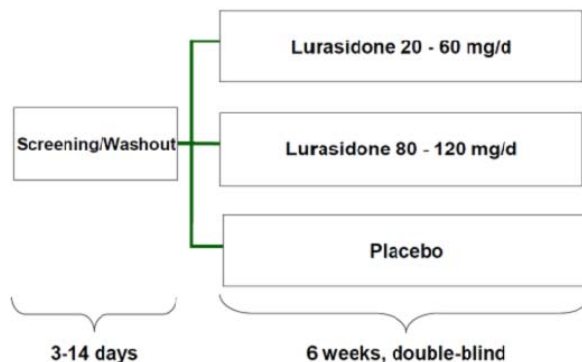 Lurasidone 20 - 60 mg/d
Screening/Washout
Lurasidone 80 - 120 mg/d
Placebo
3-14 days
6 weeks, double-blind